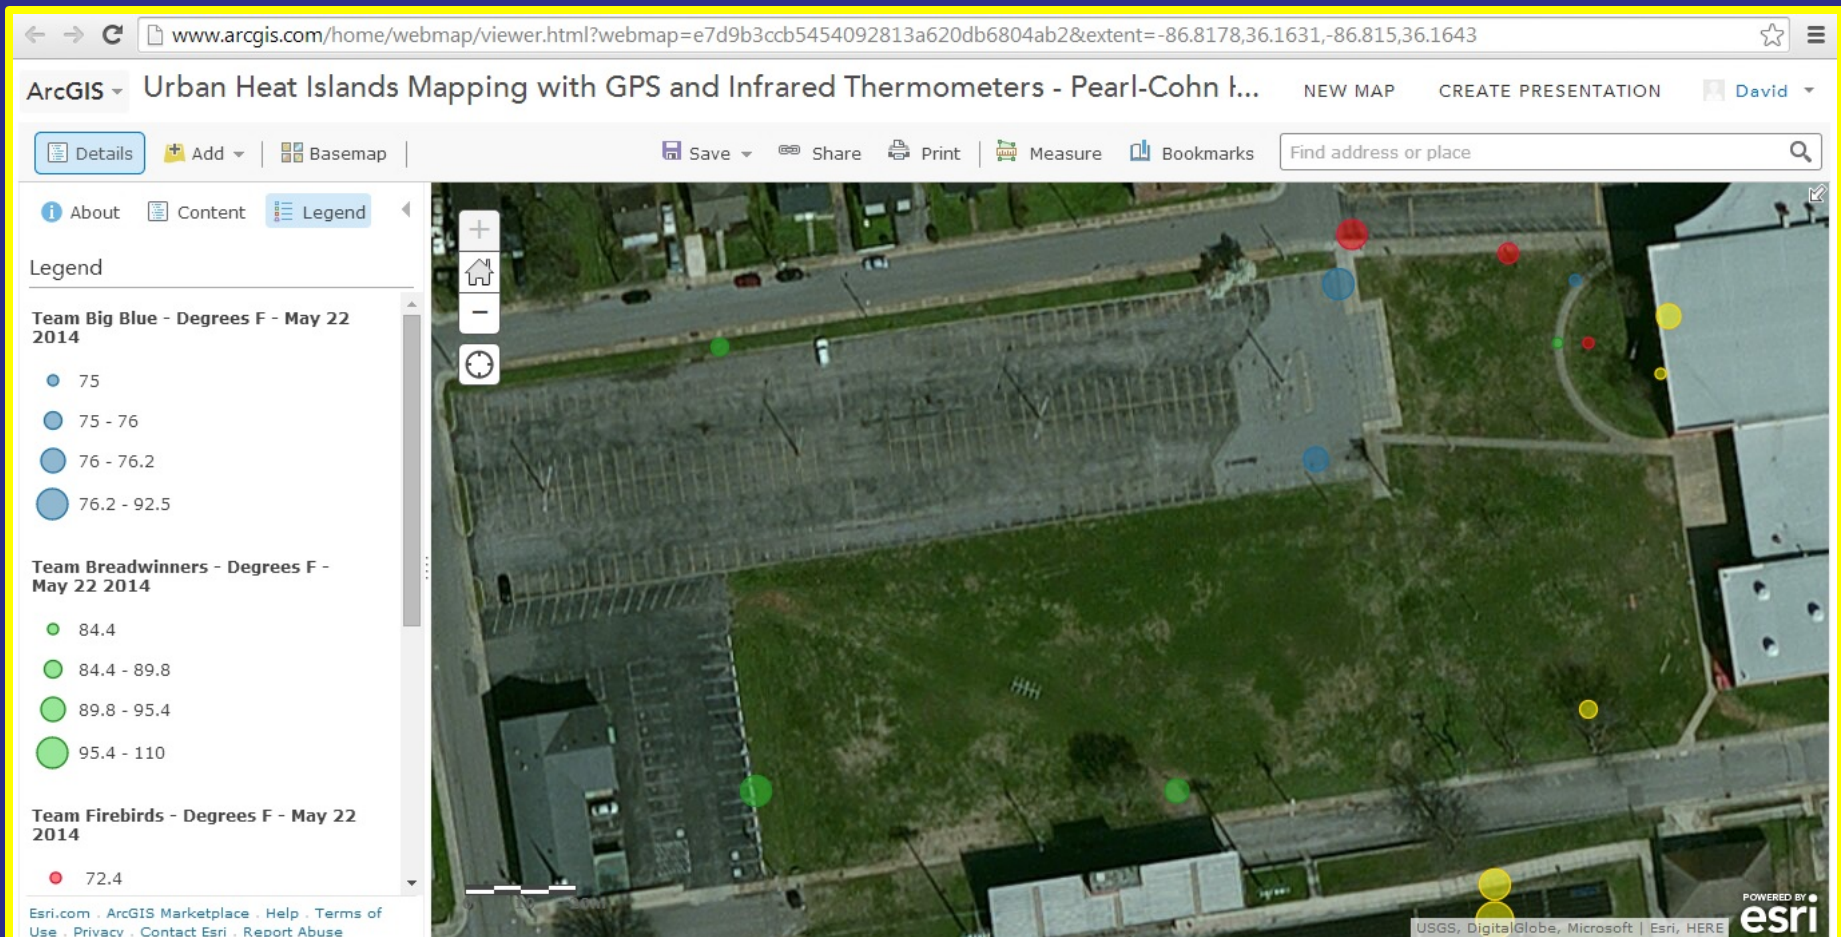 www.arcgis.com/home/webmap/viewer.html?webmap=e7d9b3ccb5454092813a620db6804ab2&extent=-86.8178,36.1631,-86.815,36.1643
ArcGIS Urban Heat Islands Mapping with GPS and Infrared Thermometers - Pearl-Cohn H... NEW MAP CREATE PRESENTATION David
Details Add Basemap Save Share Print Measure Bookmarks Find address or place
About Content Legend
Legend
Team Big Blue - Degrees F - May 22
2014
75
75 - 76
76 - 76.2
76.2 - 92.5
Team Breadwinners - Degrees F -
May 22 2014
84.4
84.4 - 89.8
89.8 - 95.4
95.4 - 110
Team Firebirds - Degrees F - May 22
2014
72.4
Esri.com . ArcGIS Marketplace . Help . Terms of
Use . Privacy . Contact Esri . Report Abuse
POWERED BY
esri
USGS, DigitalGlobe, Microsoft | Esri, HERE